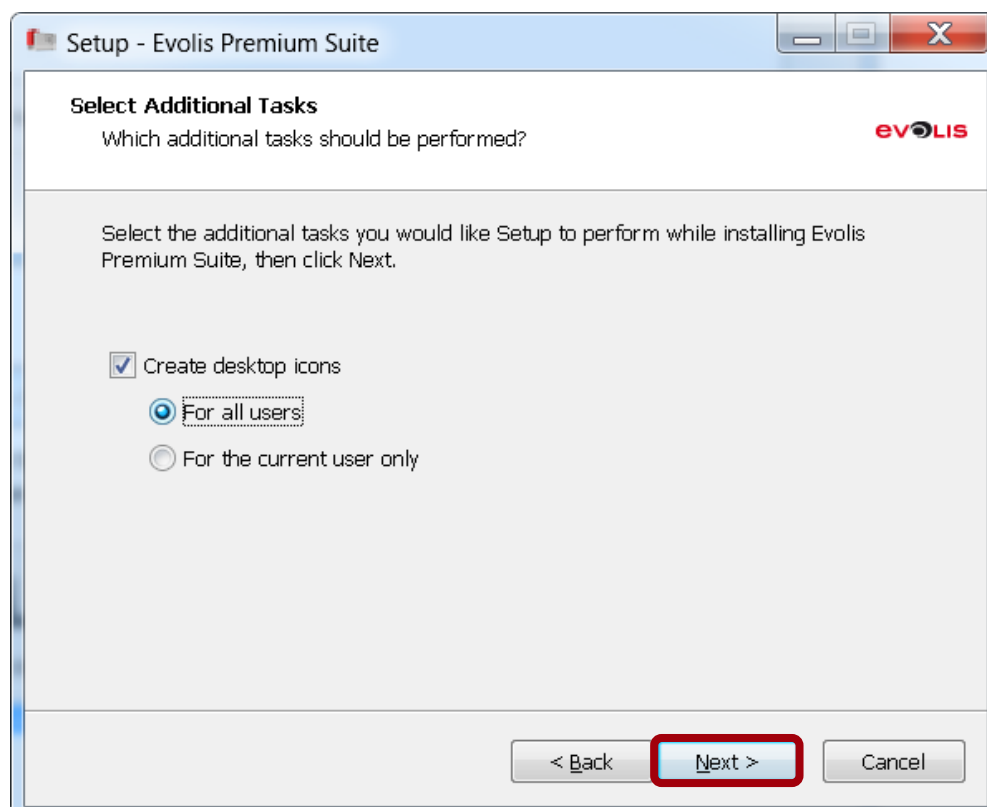 Setup - Evolis Premium Suite
Select Additional Tasks
Which additional tasks should be performed?
evolis
Select the additional tasks you would like Setup to perform while installing Evolis
Premium Suite, then click Next.
Create desktop icons
For all users
For the current user only
< Back
Next >
Cancel